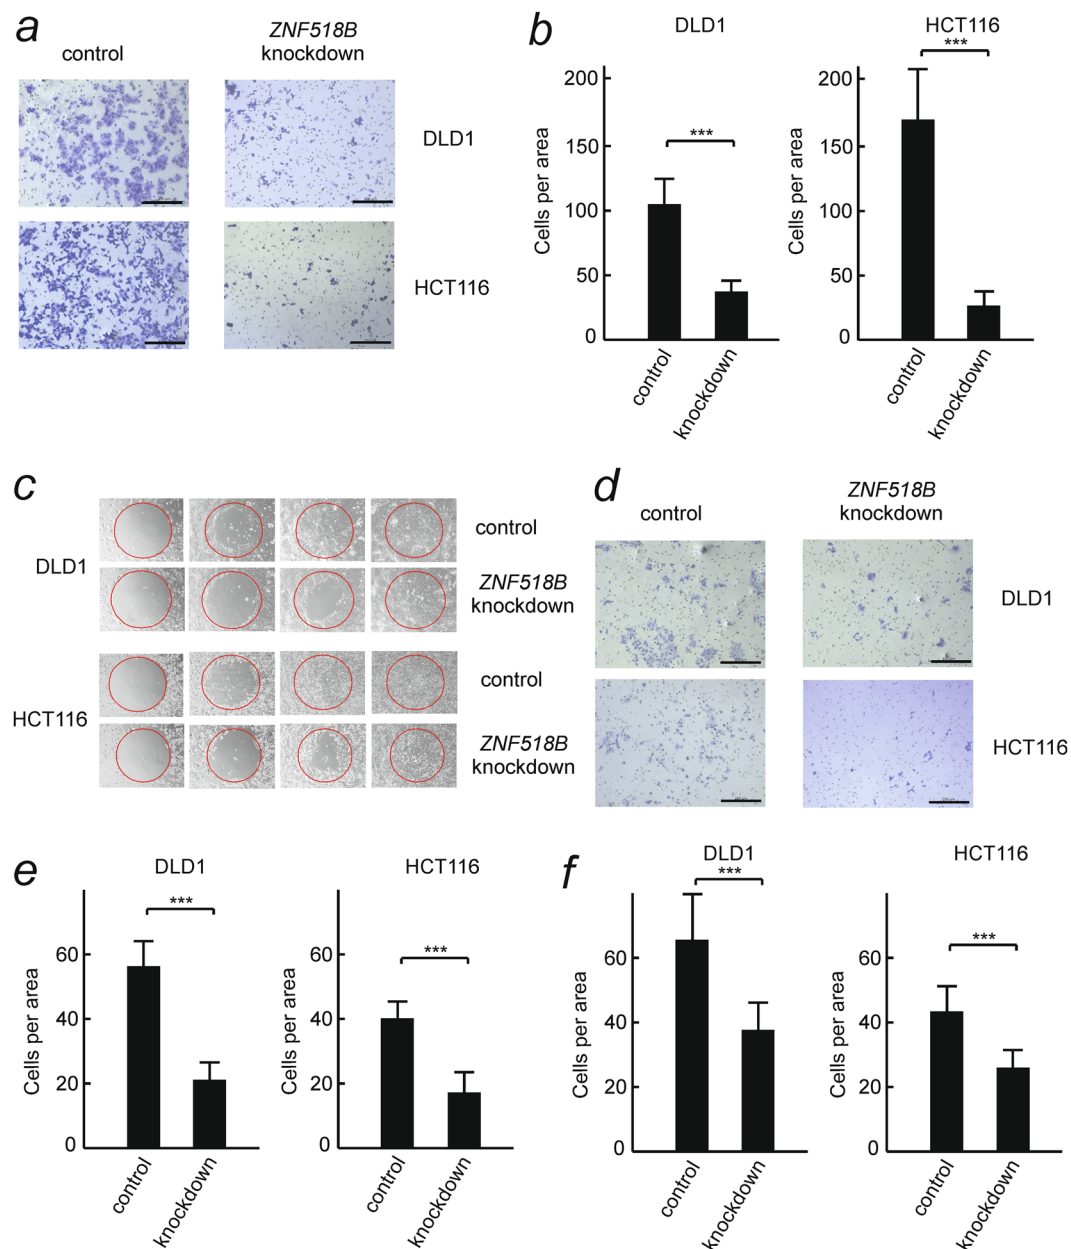 a
control
ZNF518B
knockdown
DLD1
HCT116
b
DLD1
HCT116
Cells per area
200
150
100
50
0
***
control
knockdown
Cells per area
200
150
100
50
0
***
control
knockdown
c
DLD1
control
ZNF518B
knockdown
HCT116
control
ZNF518B
knockdown
d
control
ZNF518B
knockdown
DLD1
HCT116
e
DLD1
HCT116
Cells per area
60
40
20
0
***
control
knockdown
Cells per area
60
40
20
0
***
control
knockdown
f
DLD1
HCT116
Cells per area
60
40
20
0
***
control
knockdown
Cells per area
60
40
20
0
***
control
knockdown